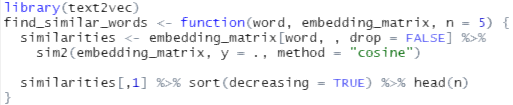 library(text2vec)
find_similar_words <- function(word, embedding_matrix, n = 5) {
  similarities <- embedding_matrix[word, , drop = FALSE] %>%
    sim2(embedding_matrix, y = ., method = "cosine")

  similarities[,1] %>% sort(decreasing = TRUE) %>% head(n)
}